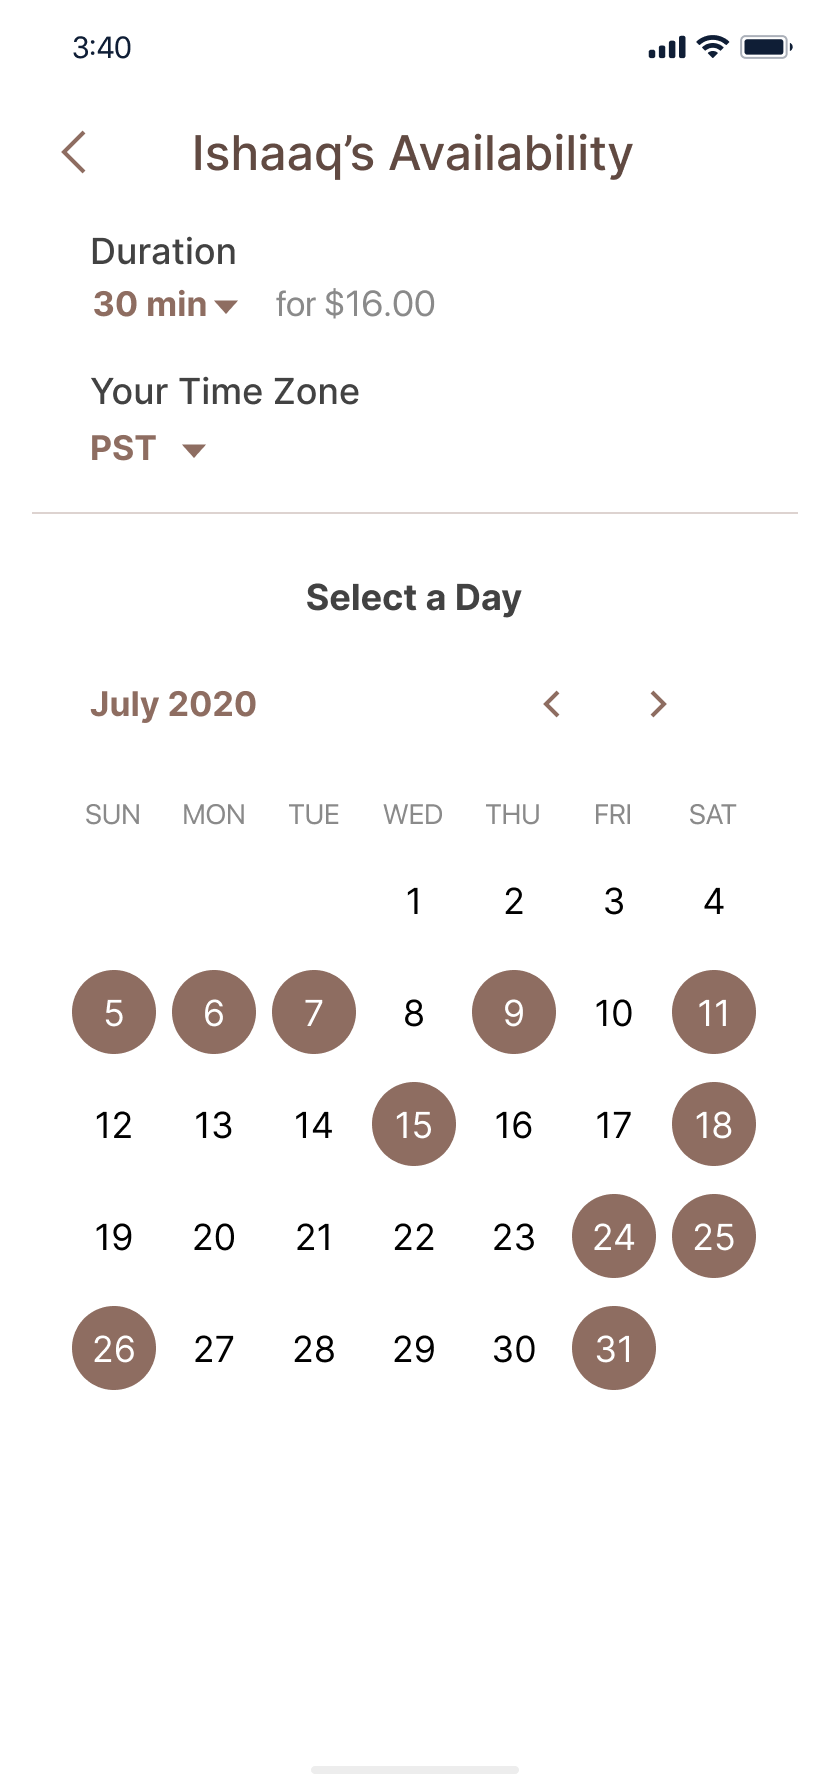 3:40
Ishaaq’s Availability
Duration
30 min for $16.00
Your Time Zone
PST
Select a Day
July 2020
SUN MON TUE WED THU FRI SAT
1 2 3 4
5 6 7 8 9 10 11
12 13 14 15 16 17 18
19 20 21 22 23 24 25
26 27 28 29 30 31